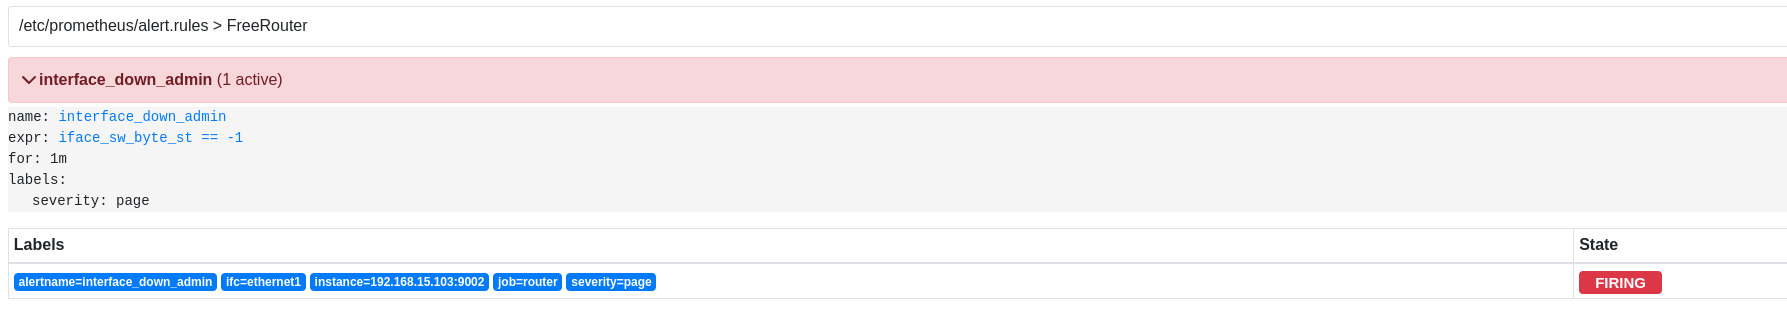 /etc/prometheus/alert.rules > FreeRouter
interface_down_admin (1 active)
name: interface_down_admin
expr: iface_sw_byte_st == -1
for: 1m
labels:
severity: page
Labels State
alertname=interface_down_admin ifc=ethernet1 instance=192.168.15.103:9002 job=router severity=page FIRING